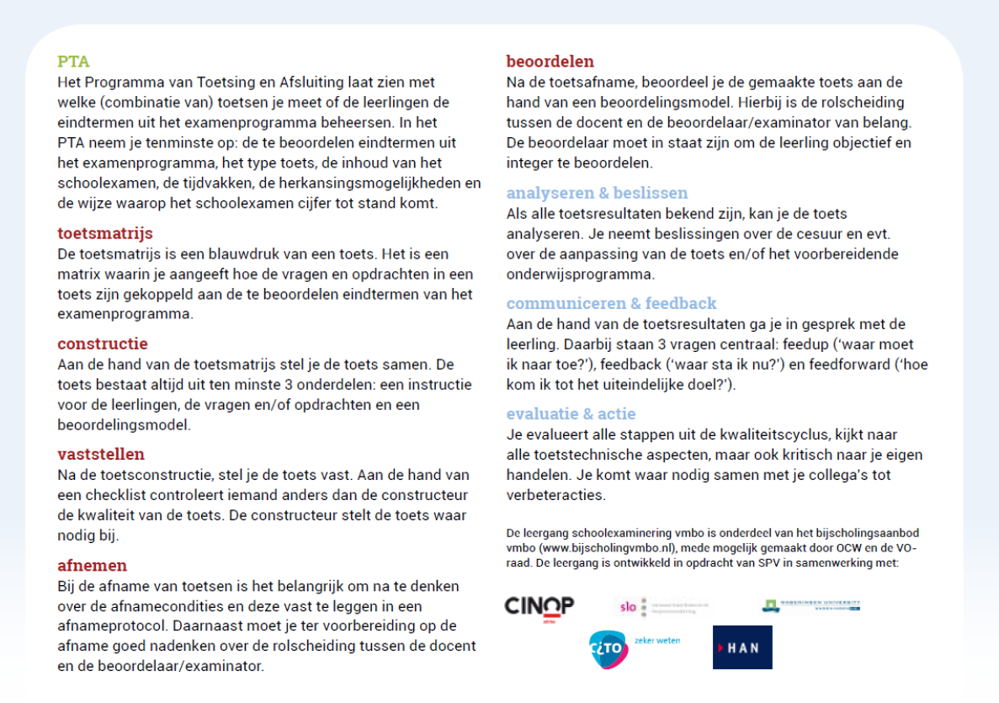 PTA
Het Programma van Toetsing en Afsluiting laat zien met
welke (combinatie van) toetsen je meet of de leerlingen de
eindtermen uit het examenprogramma beheersen. In het
PTA neem je tenminste op: de te beoordelen eindtermen uit
het examenprogramma, het type toets, de inhoud van het
schoolexamen, de tijdvakken, de herkansingsmogelijkheden en
de wijze waarop het schoolexamen cijfer tot stand komt.
toetsmatrijs
De toetsmatrijs is een blauwdruk van een toets. Het is een
matrix waarin je aangeeft hoe de vragen en opdrachten in een
toets zijn gekoppeld aan de te beoordelen eindtermen van het
examenprogramma.
constructie
Aan de hand van de toetsmatrijs stel je de toets samen. De
toets bestaat altijd uit ten minste 3 onderdelen: een instructie
voor de leerlingen, de vragen en/of opdrachten en een
beoordelingsmodel.
vaststellen
Na de toetsconstructie, stel je de toets vast. Aan de hand van
een checklist controleert iemand anders dan de constructeur
de kwaliteit van de toets. De constructeur stelt de toets waar
nodig bij.
afnemen
Bij de afname van toetsen is het belangrijk om na te denken
over de afnamecondities en deze vast te leggen in een
afnameprotocol. Daarnaast moet je ter voorbereiding op de
afname goed nadenken over de rolscheiding tussen de docent
en de beoordelaar/examinator.
beoordelen
Na de toetsafname, beoordeel je de gemaakte toets aan de
hand van een beoordelingsmodel. Hierbij is de rolscheiding
tussen de docent en de beoordelaar/examinator van belang.
De beoordelaar moet in staat zijn om de leerling objectief en
integer te beoordelen.
analyseren & beslissen
Als alle toetsresultaten bekend zijn, kan je de toets
analyseren. Je neemt beslissingen over de cesuur en evt.
over de aanpassing van de toets en/of het voorbereidende
onderwijsprogramma.
communiceren & feedback
Aan de hand van de toetsresultaten ga je in gesprek met de
leerling. Daarbij staan 3 vragen centraal: feedup (‘waar moet
ik naar toe?’), feedback (‘waar sta ik nu?’) en feedforward (‘hoe
kom ik tot het uiteindelijke doel?’).
evaluatie & actie
Je evalueert alle stappen uit de kwaliteitscyclus, kijkt naar
alle toetstechnische aspecten, maar ook kritisch naar je eigen
handelen. Je komt waar nodig samen met je collega’s tot
verbeteracties.
De leergang schoolexaminering vmbo is onderdeel van het bijscholingsaanbod
vmbo (www.bijscholingvmbo.nl), mede mogelijk gemaakt door OCW en de VO-
raad. De leergang is ontwikkeld in opdracht van SPV in samenwerking met:
CINOP
slo
WAGENINGEN UNIVERSITY
CiTO zeker weten
HAN